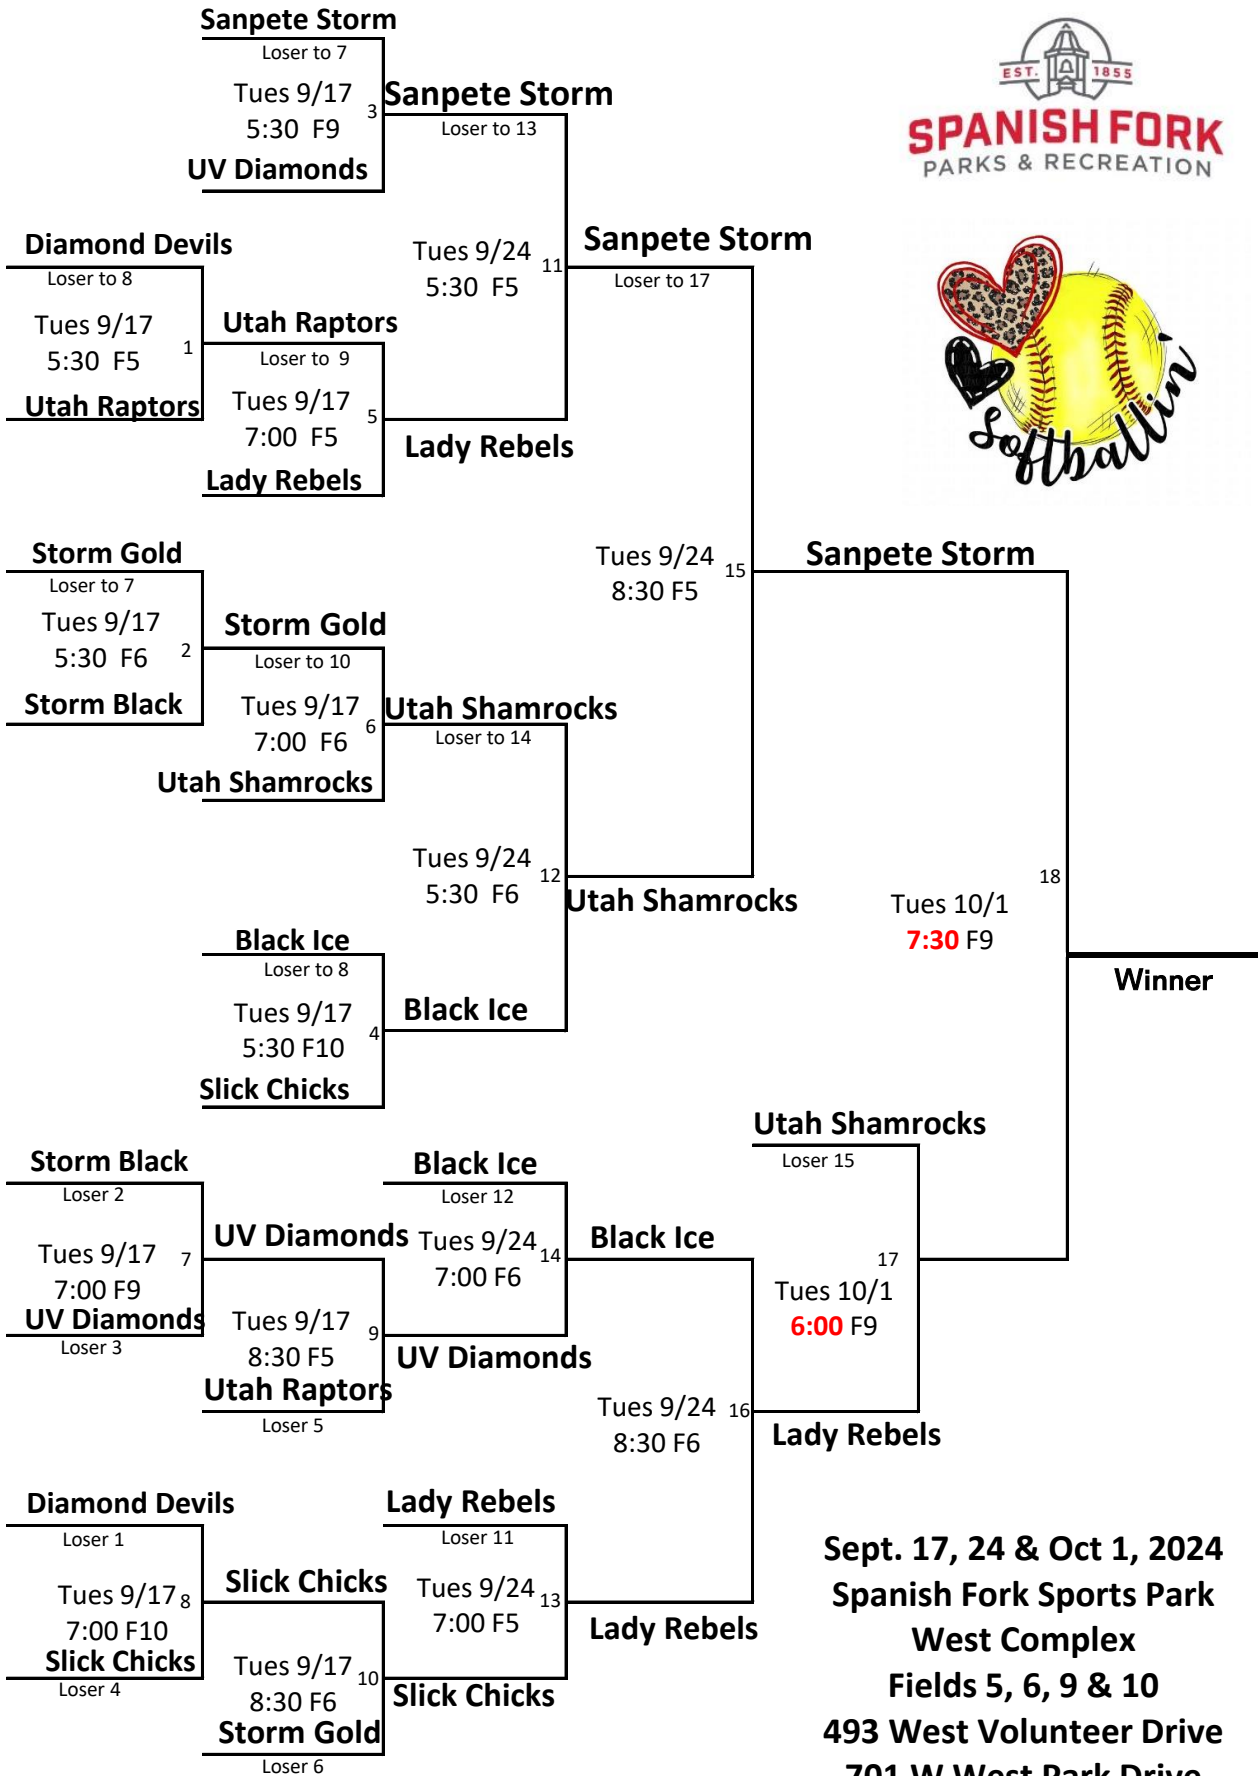 Sanpete Storm
Loser to 7
Tues 9/17
5:30 F9
3
UV Diamonds
Sanpete Storm
Loser to 13
EST. 1855
SPANISH FORK
PARKS & RECREATION
Diamond Devils
Loser to 8
Tues 9/17
5:30 F5
1
Utah Raptors
Utah Raptors
Loser to 9
Tues 9/17
7:00 F5
5
Lady Rebels
Tues 9/24
5:30 F5
11
Lady Rebels
Sanpete Storm
Loser to 17
Softballin'
Storm Gold
Loser to 7
Tues 9/17
5:30 F6
2
Storm Black
Storm Gold
Loser to 10
Tues 9/17
7:00 F6
6
Utah Shamrocks
Utah Shamrocks
Loser to 14
Tues 9/24
8:30 F5
15
Sanpete Storm
Tues 9/24
5:30 F6
12
Utah Shamrocks
Black Ice
Loser to 8
Tues 9/17
5:30 F10
4
Slick Chicks
Black Ice
18
Tues 10/1
7:30 F9
Winner
Storm Black
Loser 2
Tues 9/17
7:00 F9
7
UV Diamonds
Loser 3
UV Diamonds
Tues 9/17
8:30 F5
9
Utah Raptors
Loser 5
Black Ice
Loser 12
Tues 9/24
7:00 F6
14
UV Diamonds
Black Ice
Utah Shamrocks
Loser 15
17
Tues 10/1
6:00 F9
Tues 9/24
8:30 F6
16
Lady Rebels
Diamond Devils
Loser 1
Tues 9/17
7:00 F10
8
Slick Chicks
Loser 4
Slick Chicks
Tues 9/17
8:30 F6
10
Storm Gold
Loser 6
Lady Rebels
Loser 11
Tues 9/24
7:00 F5
13
Slick Chicks
Lady Rebels
Sept. 17, 24 & Oct 1, 2024
Spanish Fork Sports Park
West Complex
Fields 5, 6, 9 & 10
493 West Volunteer Drive
701 W West Park Drive